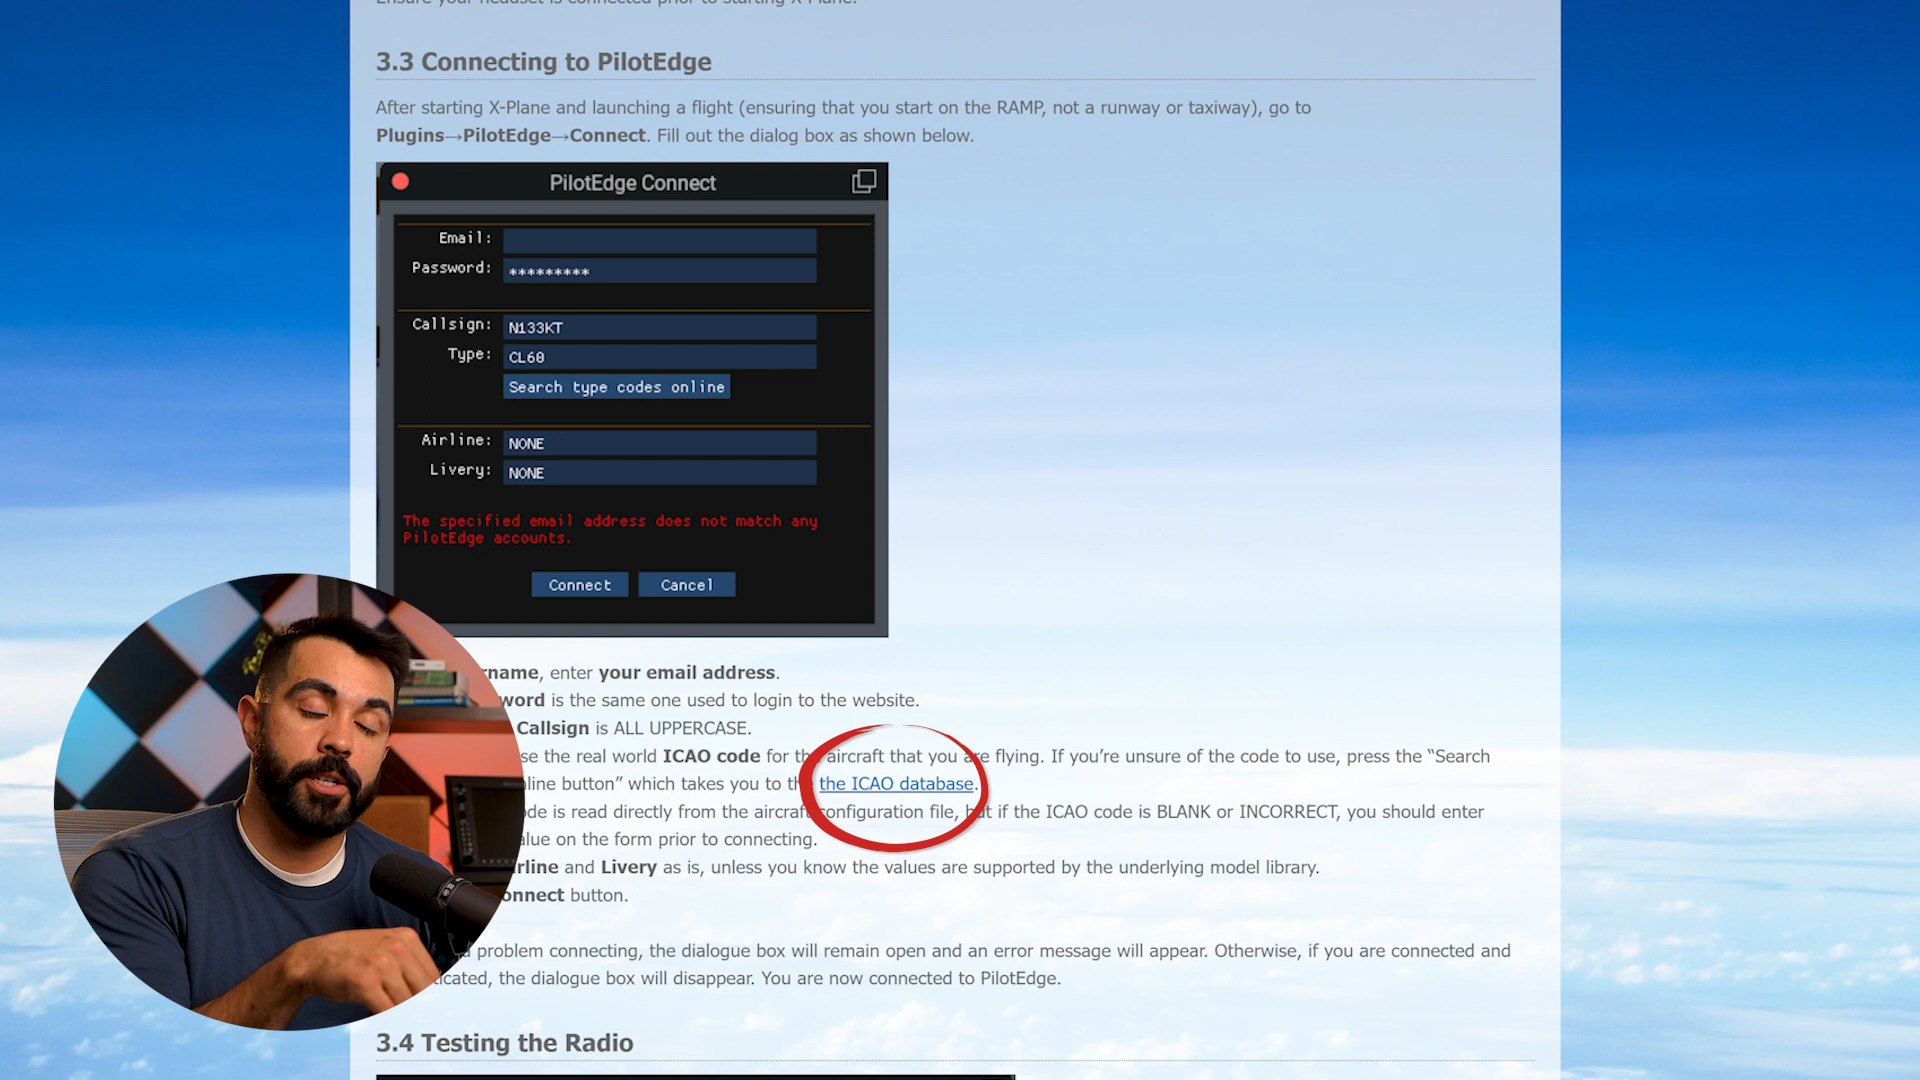 3.3 Connecting to PilotEdge
After starting X-Plane and launching a flight (ensuring that you start on the RAMP, not a runway or taxiway), go to
Plugins→PilotEdge→Connect. Fill out the dialog box as shown below.
PilotEdge Connect
Email:
Password: *********
Callsign: N133KT
Type: CL60
Search type codes online
Airline: NONE
Livery: NONE
The specified email address does not match any
PilotEdge accounts.
Connect Cancel
name, enter your email address.
word is the same one used to login to the website.
Callsign is ALL UPPERCASE.
se the real world ICAO code for the aircraft that you are flying. If you’re unsure of the code to use, press the “Search
line button” which takes you to the the ICAO database.
de is read directly from the aircraft configuration file, but if the ICAO code is BLANK or INCORRECT, you should enter
alue on the form prior to connecting.
rline and Livery as is, unless you know the values are supported by the underlying model library.
onnect button.
problem connecting, the dialogue box will remain open and an error message will appear. Otherwise, if you are connected and
ticated, the dialogue box will disappear. You are now connected to PilotEdge.
3.4 Testing the Radio